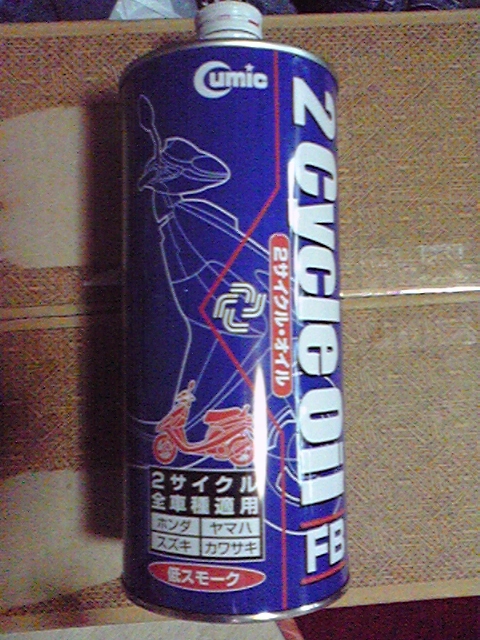 Cumic
2 Cycle oil FB
2サイクル・オイル
2サイクル
全車種適用
ホンダ ヤマハ
スズキ カワサキ
低スモーク